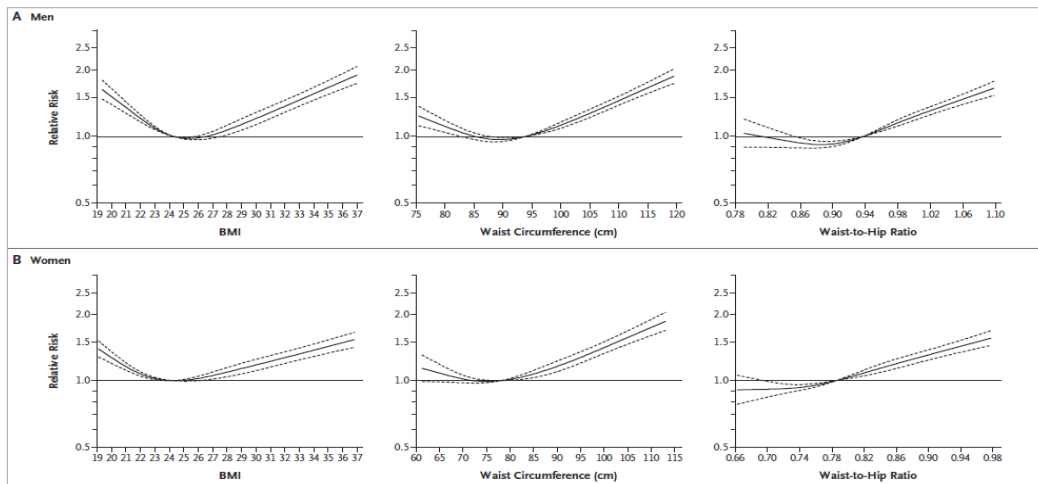 A Men
Relative Risk
2.5
2.0
1.5
1.0
0.5
19 20 21 22 23 24 25 26 27 28 29 30 31 32 33 34 35 36 37
BMI
2.5
2.0
1.5
1.0
0.5
75 80 85 90 95 100 105 110 115 120
Waist Circumference (cm)
2.5
2.0
1.5
1.0
0.5
0.78 0.82 0.86 0.90 0.94 0.98 1.02 1.06 1.10
Waist-to-Hip Ratio
B Women
Relative Risk
2.5
2.0
1.5
1.0
0.5
19 20 21 22 23 24 25 26 27 28 29 30 31 32 33 34 35 36 37
BMI
2.5
2.0
1.5
1.0
0.5
60 65 70 75 80 85 90 95 100 105 110 115
Waist Circumference (cm)
2.5
2.0
1.5
1.0
0.5
0.66 0.70 0.74 0.78 0.82 0.86 0.90 0.94 0.98
Waist-to-Hip Ratio